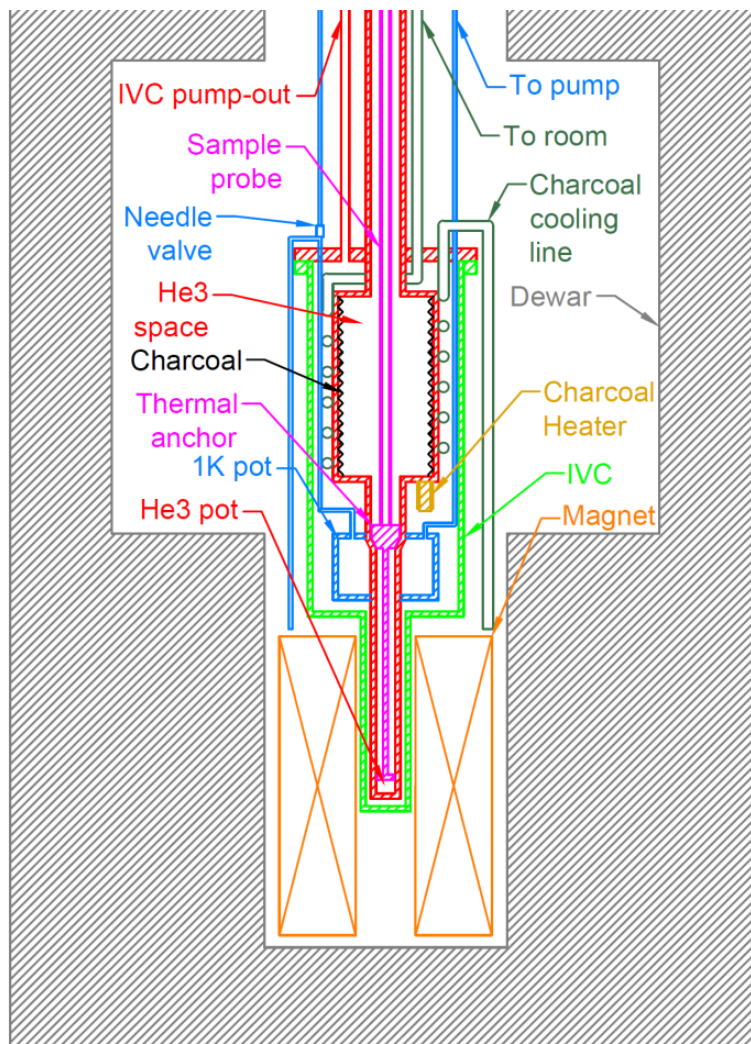 IVC pump-out
To pump
To room
Sample
probe
Charcoal
cooling
line
Needle
valve
He3
space
Dewar
Charcoal
Thermal
anchor
Charcoal
Heater
1K pot
IVC
He3 pot
Magnet